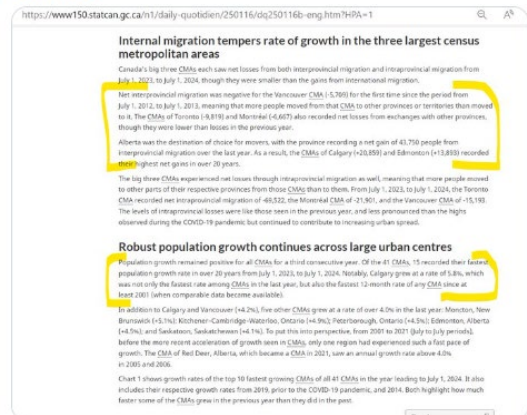 https://www150.statcan.gc.ca/n1/daily-quotidien/250116/dq250116b-eng.htm?HPA=1
Internal migration tempers rate of growth in the three largest census
metropolitan areas
Canada's big three CMAs each saw net losses from both interprovincial migration and intraprovincial migration from
July 1, 2023, to July 1, 2024, though they were smaller than the gains from international migration.
Net interprovincial migration was negative for the Vancouver CMA (-5,709) for the first time since the period from
July 1, 2012, to July 1, 2013, meaning that more people moved from that CMA to other provinces or territories than moved
to it. The CMAs of Toronto (-9,819) and Montréal (-6,667) also recorded net losses from exchanges with other provinces,
though they were lower than losses in the previous year.
Alberta was the destination of choice for movers, with the province recording a net gain of 43,750 people from
interprovincial migration over the last year. As a result, the CMAs of Calgary (+20,859) and Edmonton (+13,893) recorded
their highest net gains in over 20 years.
The big three CMAs experienced net losses through intraprovincial migration as well, meaning that more people moved
to other parts of their respective provinces from those CMAs than to them. From July 1, 2023, to July 1, 2024, the Toronto
CMA recorded net intraprovincial migration of -69,522, the Montréal CMA of -21,901, and the Vancouver CMA of -15,193.
The levels of intraprovincial losses were like those seen in the previous year, and less pronounced than the highs
observed during the COVID-19 pandemic but continued to contribute to increasing urban spread.
Robust population growth continues across large urban centres
Population growth remained positive for all CMAs for a third consecutive year. Of the 41 CMAs, 15 recorded their fastest
population growth rate in over 20 years from July 1, 2023, to July 1, 2024. Notably, Calgary grew at a rate of 5.8%, which
was not only the fastest rate among CMAs in the last year, but also the fastest 12-month rate of any CMA since at
least 2001 (when comparable data became available).
In addition to Calgary and Vancouver (+4.2%), five other CMAs grew at a rate of over 4.0% in the last year: Moncton, New
Brunswick (+5.1%); Kitchener-Cambridge-Waterloo, Ontario (+4.9%); Peterborough, Ontario (+4.5%); Edmonton, Alberta
(+4.5%); and Saskatoon, Saskatchewan (+4.1%). To put this into perspective, from 2001 to 2021 (July to July periods),
before the more recent acceleration of growth seen in CMAs, only one region had experienced such a fast pace of
growth. The CMA of Red Deer, Alberta, which became a CMA in 2021, saw an annual growth rate above 4.0%
in 2005 and 2006.
Chart 1 shows growth rates of the top 10 fastest growing CMAs of all 41 CMAs in the year leading to July 1, 2024. It also
includes their respective growth rates from 2019, prior to the COVID-19 pandemic, and 2014. Both highlight how much
faster some of the CMAs grew in the previous year than they did in the past.